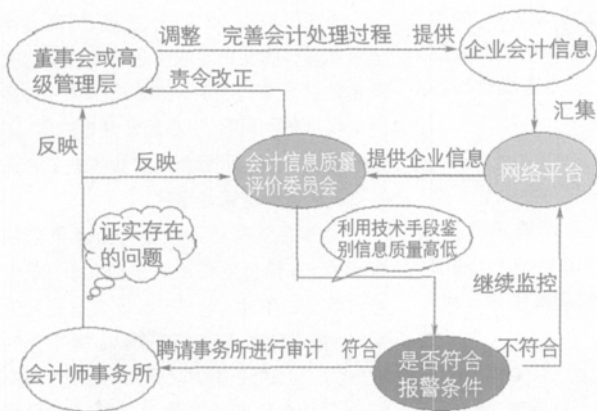 董事会或高
级管理层
调整 完善会计处理过程 提供
企业会计信息
责令改正
汇集
反映
反映
会计信息质量
评价委员会
提供企业信息
网络平台
证实存在
的问题
利用技术手段鉴
别信息质量高低
继续监控
会计师事务所
聘请事务所进行审计 符合
是否符合
报警条件
不符合